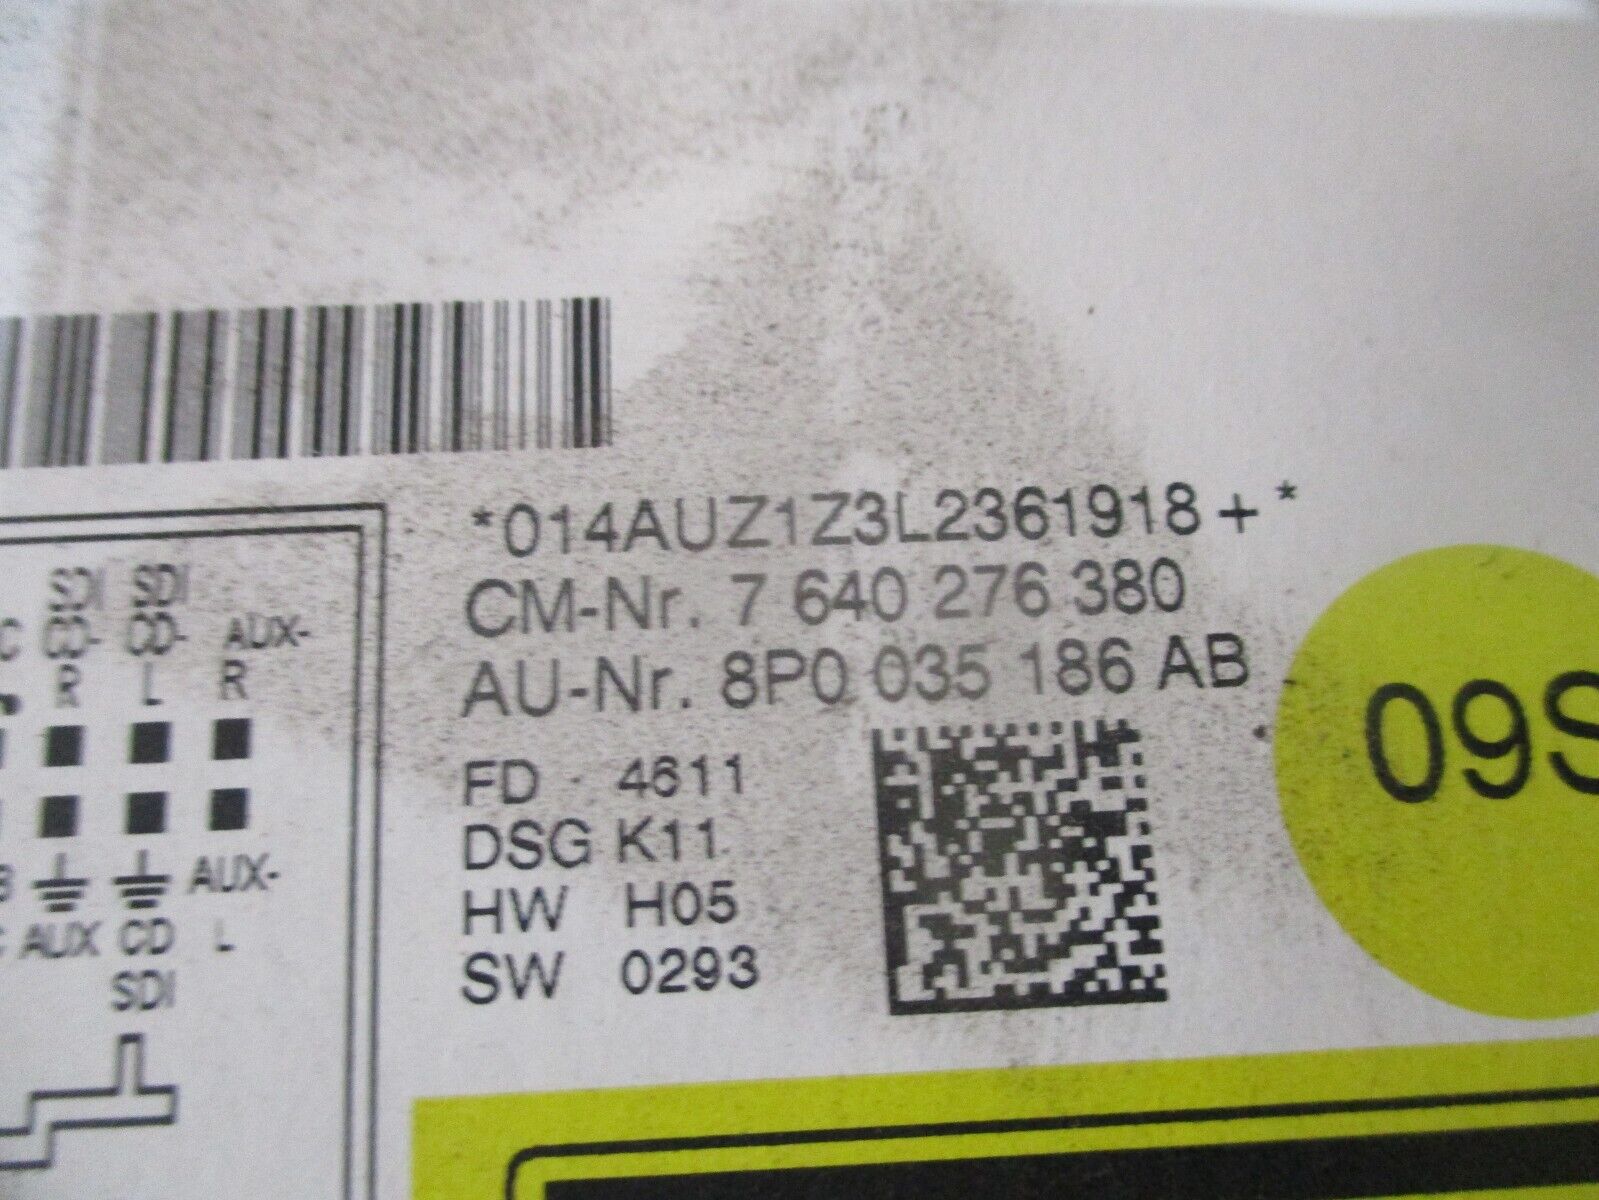 *014AUZ1Z3L2361918+*
CM-Nr. 7 640 276 380
AU-Nr. 8P0 035 186 AB
FD 4611
DSG K11
HW H05
SW 0293
SDI SDI
C CD- CD- AUX-
R L R
AUX-
AUX CD L
SDI
09S